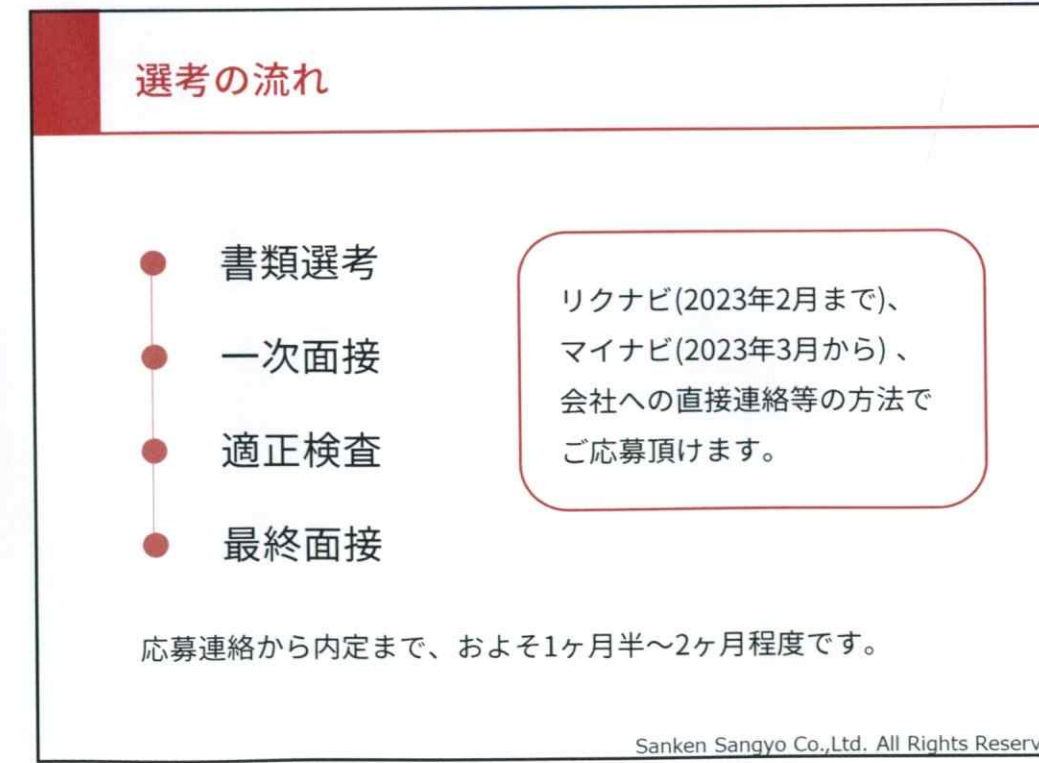 選考の流れ
書類選考
一次面接
適正検査
最終面接
リクナビ(2023年2月まで)、
マイナビ(2023年3月から) 、
会社への直接連絡等の方法で
ご応募頂けます。
応募連絡から内定まで、およそ1ヶ月半～2ヶ月程度です。
Sanken Sangyo Co.,Ltd. All Rights Reserv